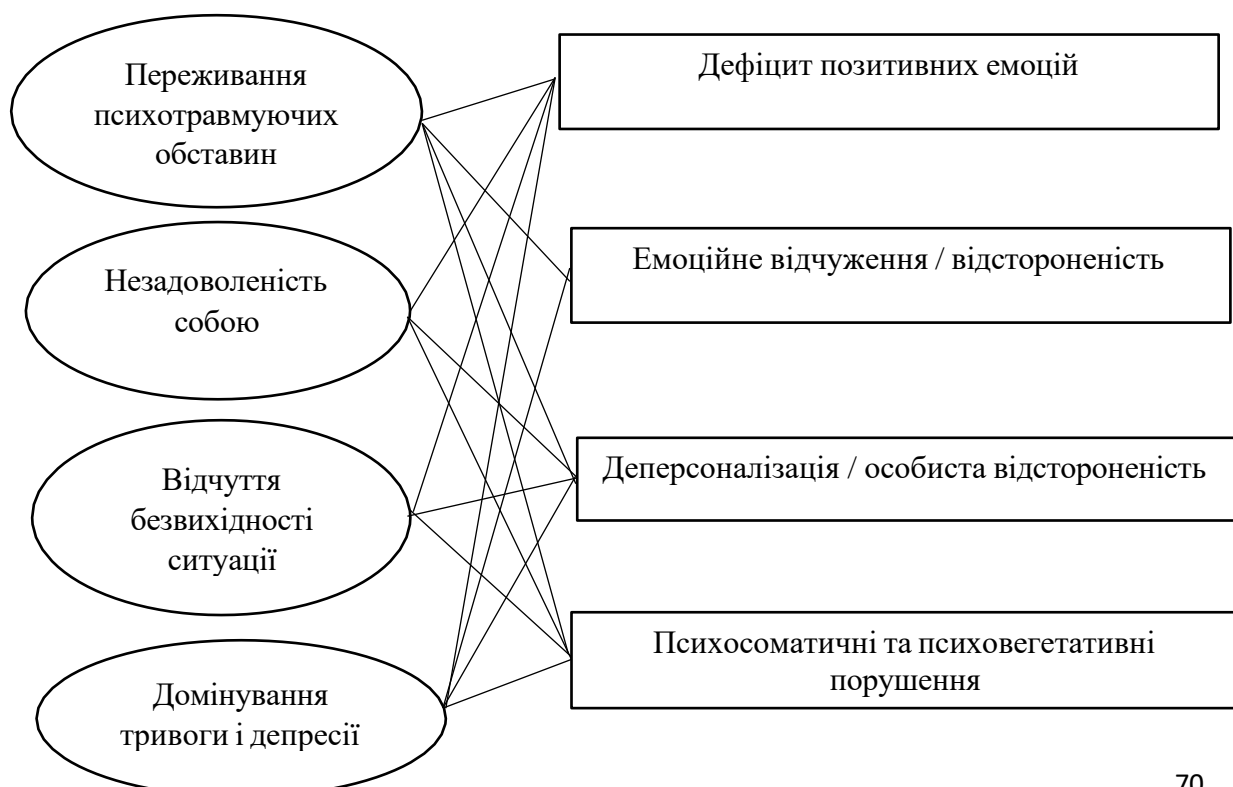 Переживання
психотравмуючих
обставин
Дефіцит позитивних емоцій
Незадоволеність
собою
Емоційне відчуження / відстороненість
Відчуття
безвихідності
ситуації
Деперсоналізація / особиста відстороненість
Домінування
тривоги і депресії
Психосоматичні та психовегетативні
порушення
70